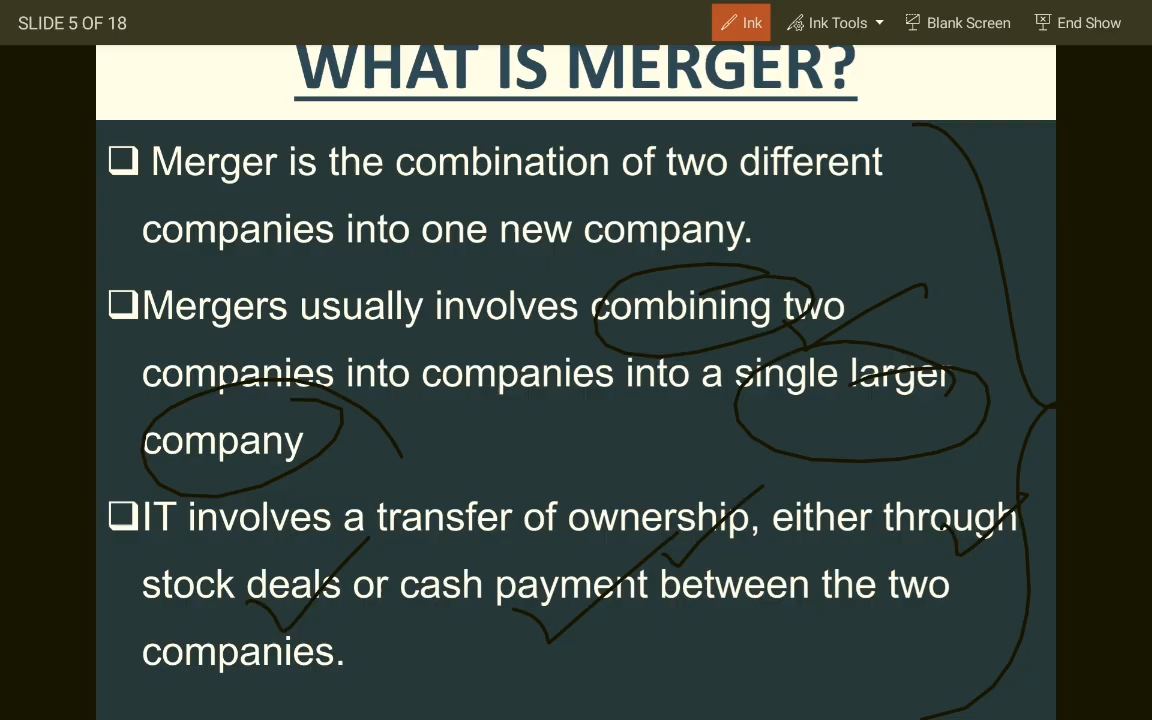 SLIDE 5 OF 18
Ink
Ink Tools
Blank Screen
End Show
WHAT IS MERGER?
❑ Merger is the combination of two different
companies into one new company.
❑Mergers usually involves combining two
companies into companies into a single larger
company
❑IT involves a transfer of ownership, either through
stock deals or cash payment between the two
companies.